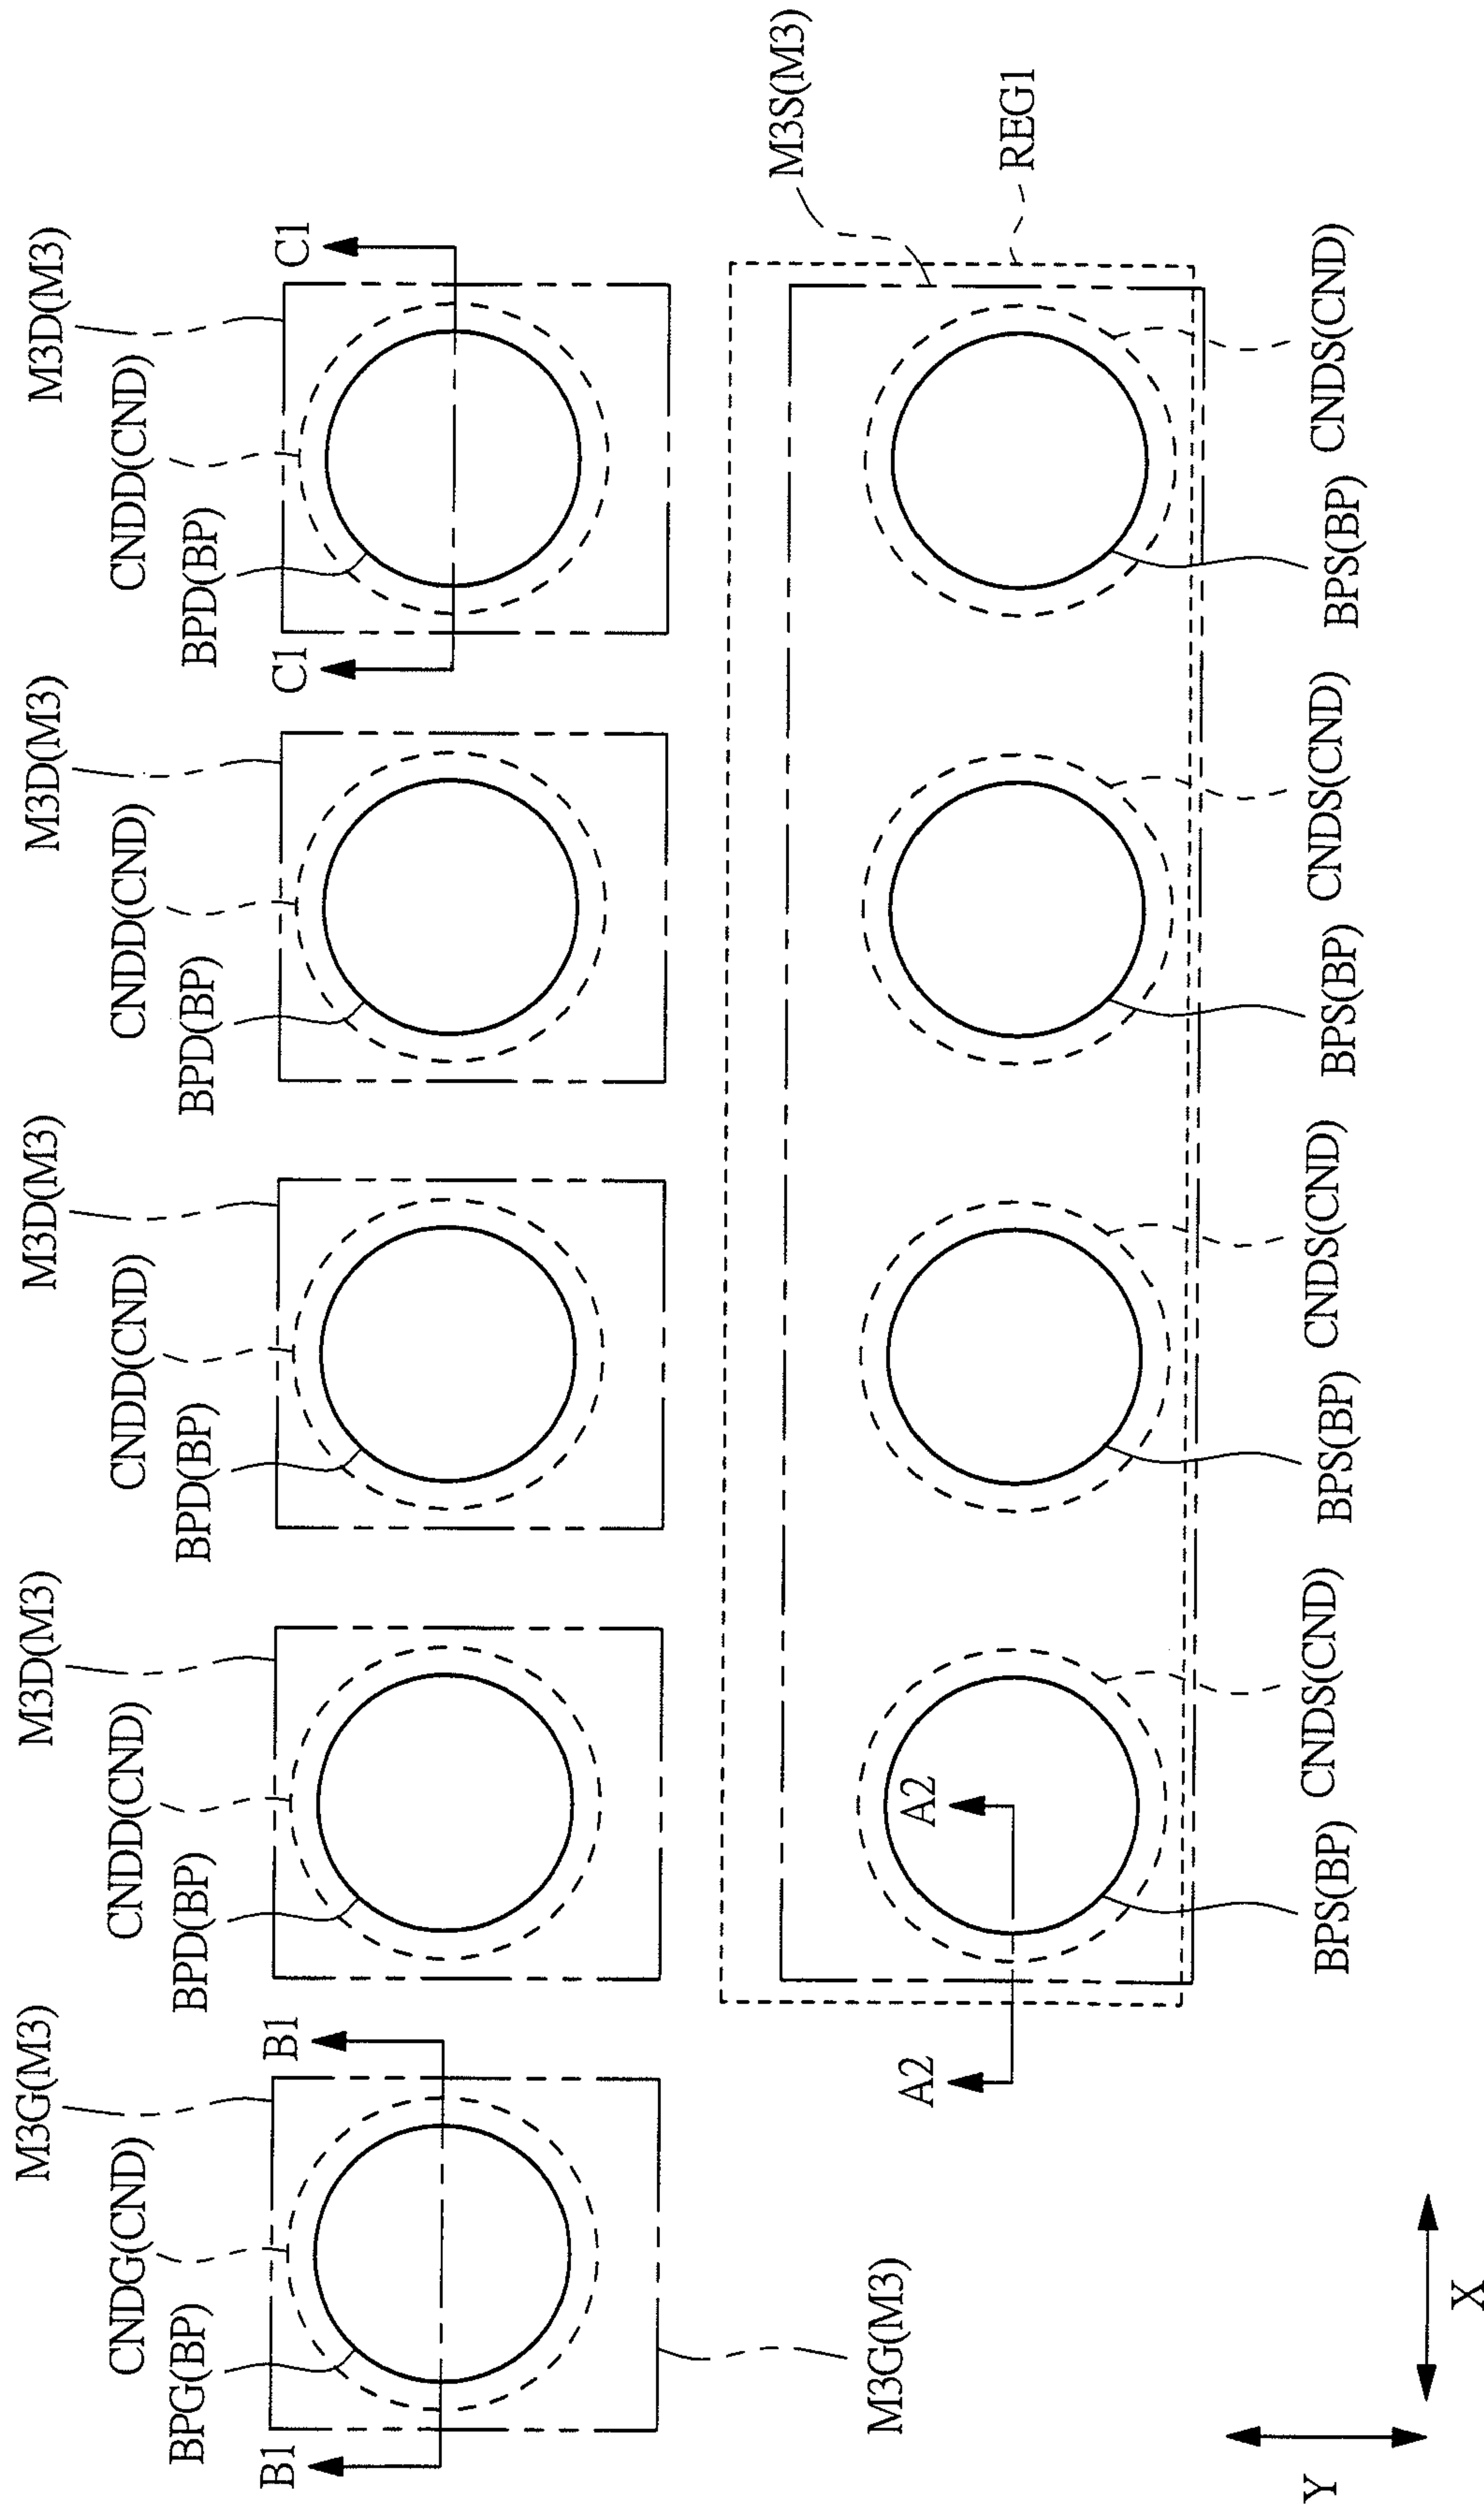 M3G(M3)
CNDG(CND)
BPG(BP)
B1
B1
M3D(M3)
CNDD(CND)
BPD(BP)
M3D(M3)
CNDD(CND)
BPD(BP)
M3D(M3)
CNDD(CND)
BPD(BP)
M3D(M3)
CNDD(CND)
BPD(BP)
C1
C1
M3S(M3)
REG1
M3G(M3)
A2
A2
BPS(BP)
CNDS(CND)
BPS(BP)
CNDS(CND)
BPS(BP)
CNDS(CND)
BPS(BP)
CNDS(CND)
Y
X